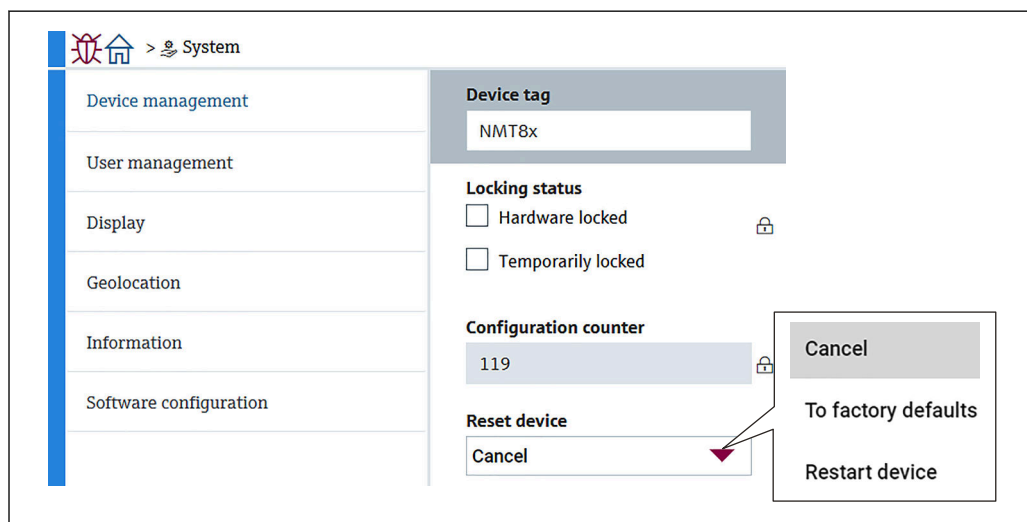 > System
Device management
User management
Display
Geolocation
Information
Software configuration
Device tag
NMT8x
Locking status
Hardware locked
Temporarily locked
Configuration counter
119
Reset device
Cancel
Cancel
To factory defaults
Restart device